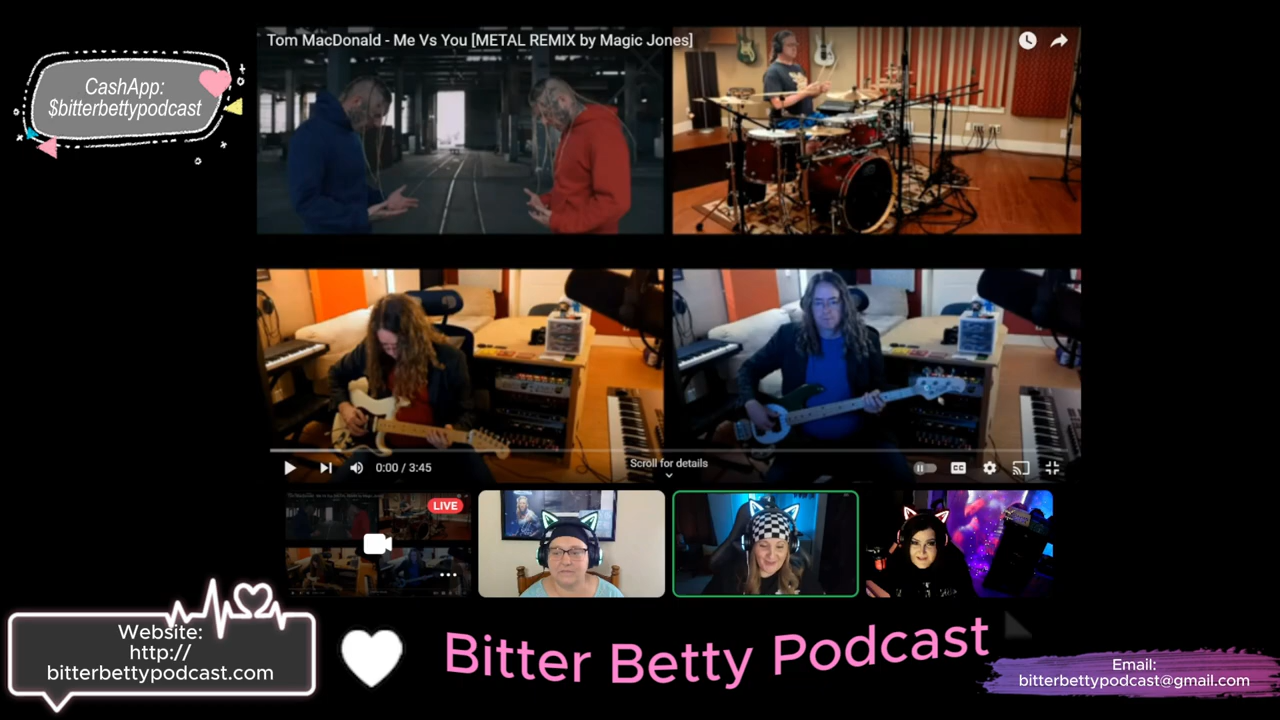 Tom MacDonald - Me Vs You [METAL REMIX by Magic Jones]
CashApp:
$bitterbettypodcast
0:00 / 3:45
Scroll for details
CC
LIVE
Website:
http://
bitterbettypodcast.com
Bitter Betty Podcast
Email:
bitterbettypodcast@gmail.com